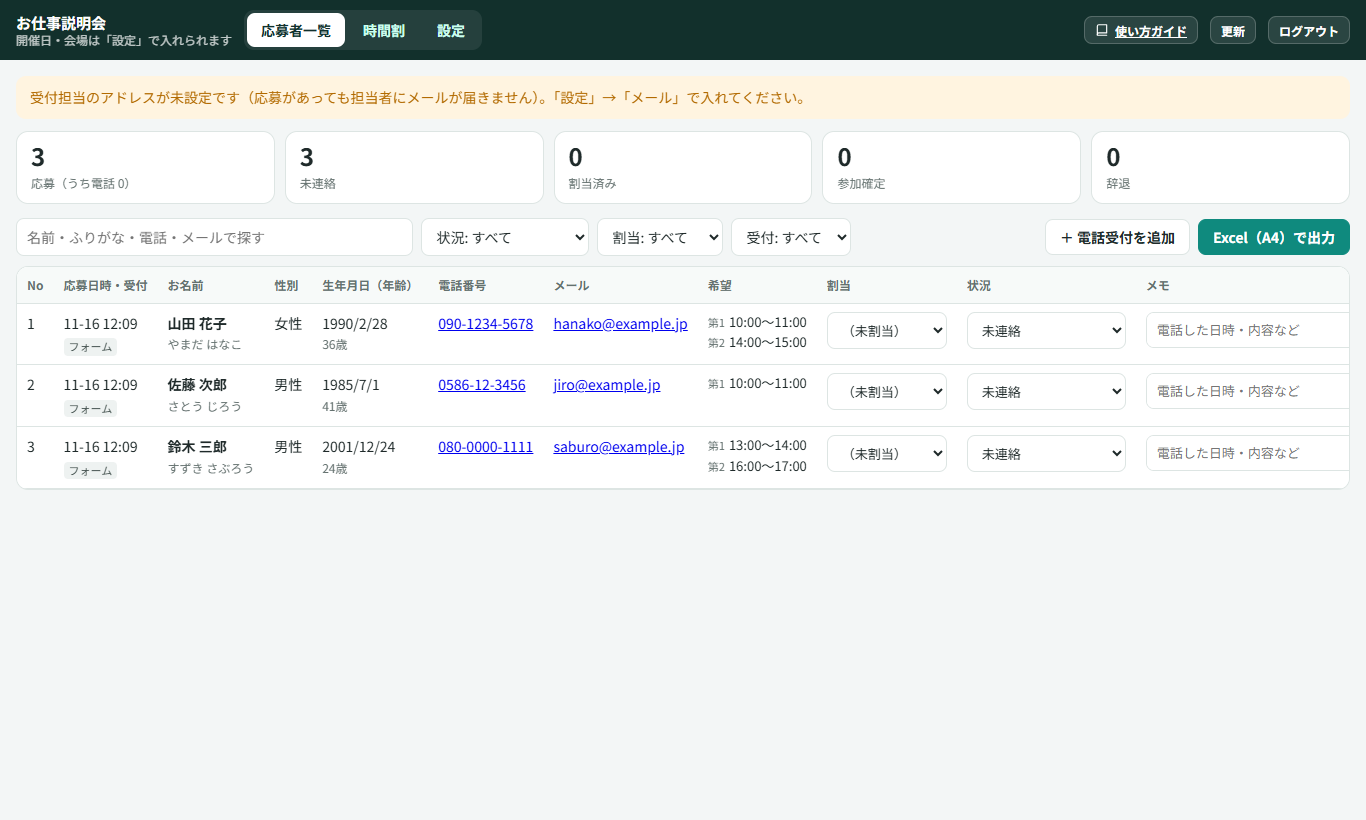 お仕事説明会
開催日・会場は「設定」で入れられます
応募者一覧 時間割 設定
使い方ガイド 更新 ログアウト
受付担当のアドレスが未設定です（応募があっても担当者にメールが届きません）。「設定」→「メール」で入れてください。
3
応募（うち電話 0）
3
未連絡
0
割当済み
0
参加確定
0
辞退
名前・ふりがな・電話・メールで探す 状況: すべて 割当: すべて 受付: すべて ＋ 電話受付を追加 Excel（A4）で出力
No 応募日時・受付 お名前 性別 生年月日（年齢） 電話番号 メール 希望 割当 状況 メモ
1 11-16 12:09 山田 花子 女性 1990/2/28 090-1234-5678 hanako@example.jp 第1 10:00〜11:00 （未割当） 未連絡 電話した日時・内容など
フォーム やまだ はなこ 36歳 第2 14:00〜15:00
2 11-16 12:09 佐藤 次郎 男性 1985/7/1 0586-12-3456 jiro@example.jp 第1 10:00〜11:00 （未割当） 未連絡 電話した日時・内容など
フォーム さとう じろう 41歳
3 11-16 12:09 鈴木 三郎 男性 2001/12/24 080-0000-1111 saburo@example.jp 第1 13:00〜14:00 （未割当） 未連絡 電話した日時・内容など
フォーム すずき さぶろう 24歳 第2 16:00〜17:00